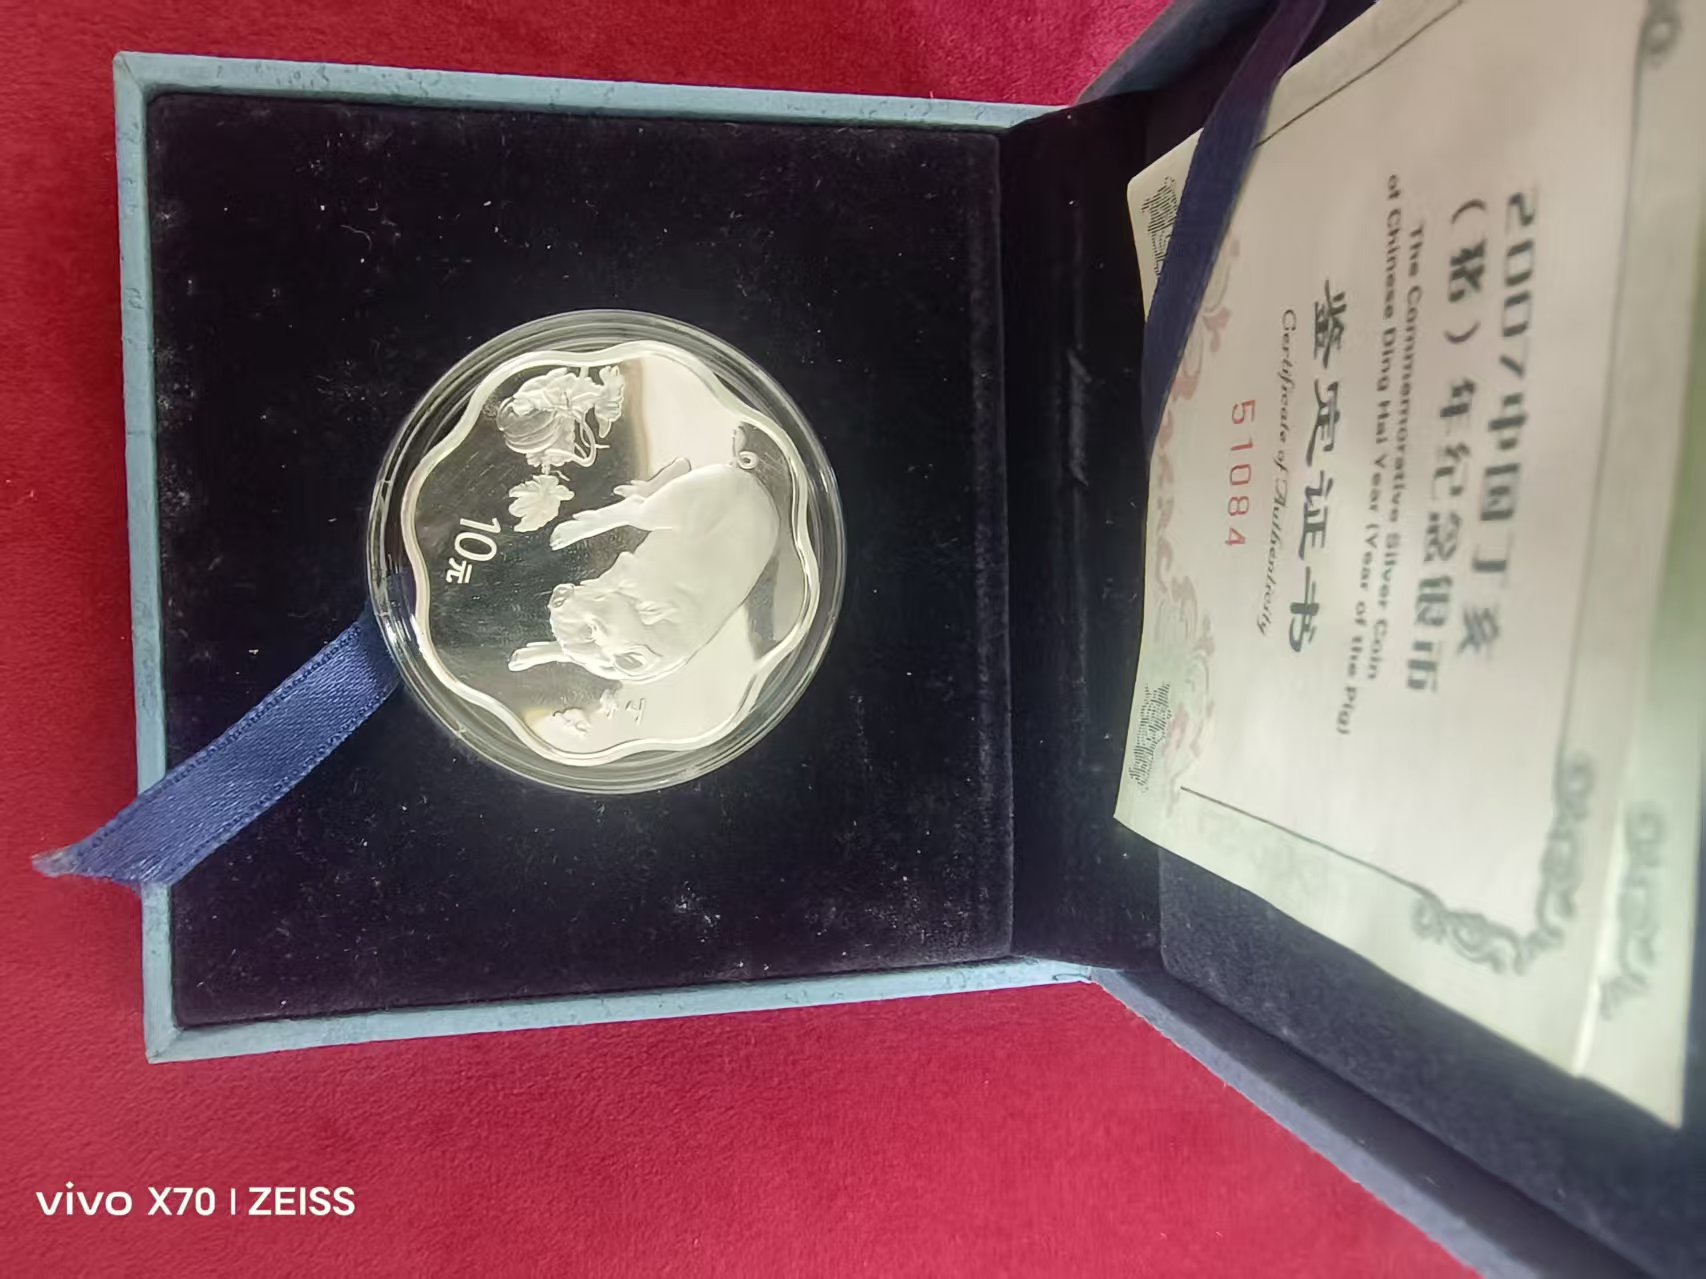 2007中国丁亥
（猪）年纪念银币
The Commemorative Silver Coin
of Chinese Ding Hai Year (Year of the Pig)
鉴定证书
Certificate of Authenticity
51084
10元
vivo X70 | ZEISS